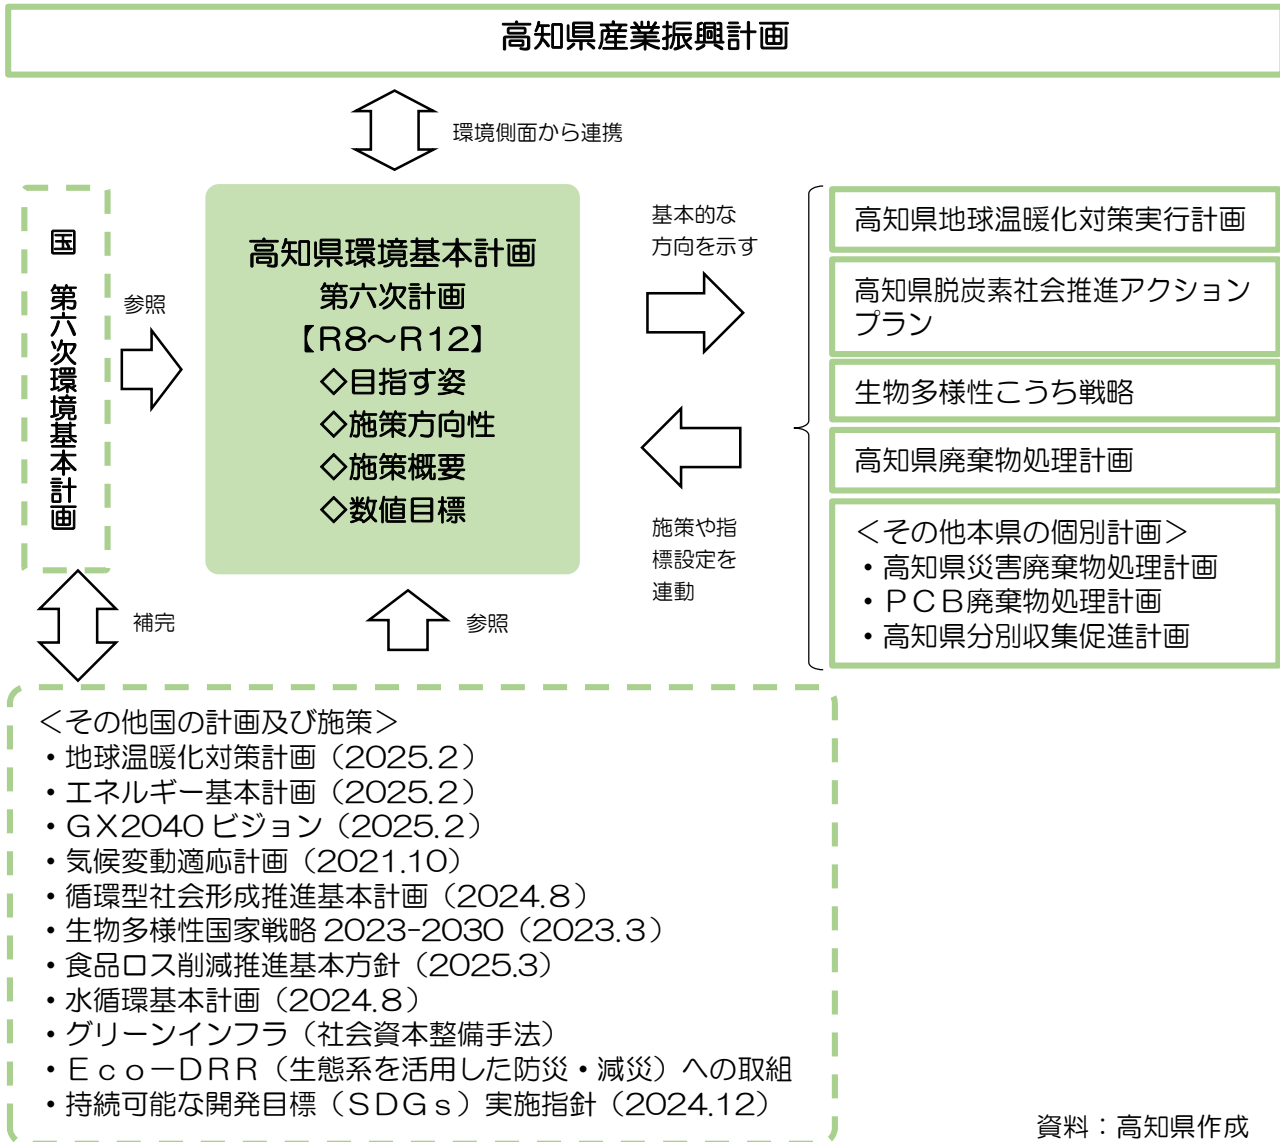 高知県産業振興計画
環境側面から連携
国 第六次環境基本計画
参照
高知県環境基本計画
第六次計画
【R8～R12】
◇目指す姿
◇施策方向性
◇施策概要
◇数値目標
基本的な
方向を示す
施策や指
標設定を
連動
高知県地球温暖化対策実行計画
高知県脱炭素社会推進アクション
プラン
生物多様性こうち戦略
高知県廃棄物処理計画
＜その他本県の個別計画＞
・高知県災害廃棄物処理計画
・ＰＣＢ廃棄物処理計画
・高知県分別収集促進計画
補完
参照
＜その他国の計画及び施策＞
・地球温暖化対策計画（2025.2）
・エネルギー基本計画（2025.2）
・ＧＸ2040 ビジョン（2025.2）
・気候変動適応計画（2021.10）
・循環型社会形成推進基本計画（2024.8）
・生物多様性国家戦略 2023-2030（2023.3）
・食品ロス削減推進基本方針（2025.3）
・水循環基本計画（2024.8）
・グリーンインフラ（社会資本整備手法）
・Ｅｃｏ－ＤＲＲ（生態系を活用した防災・減災）への取組
・持続可能な開発目標（ＳＤＧｓ）実施指針（2024.12）
資料：高知県作成